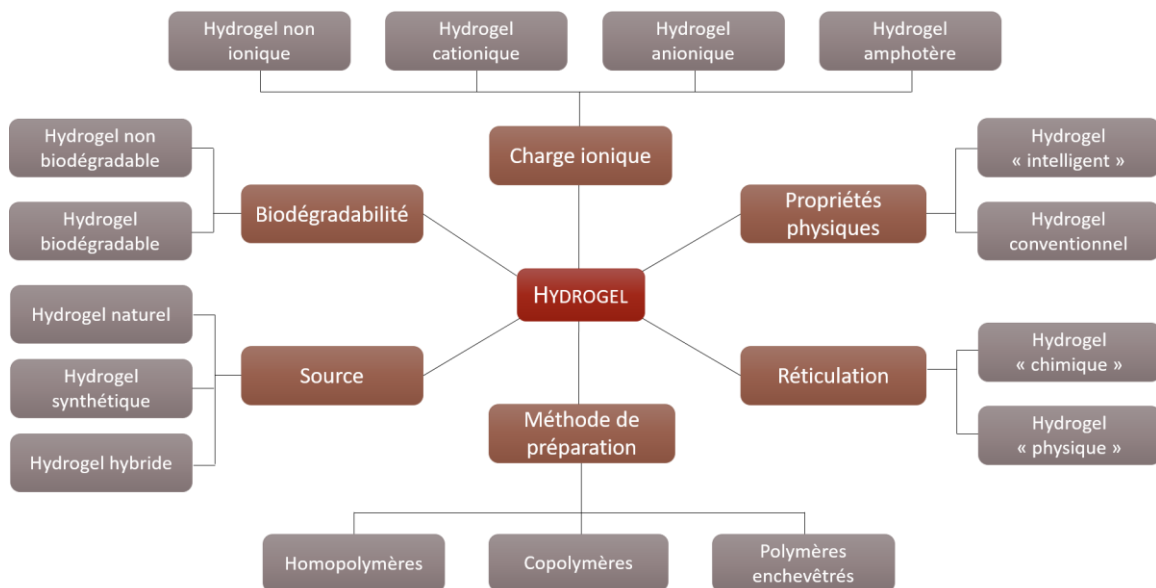 Hydrogel non
ionique
Hydrogel
cationique
Hydrogel
anionique
Hydrogel
amphotère
Charge ionique
Hydrogel non
biodégradable
Hydrogel
biodégradable
Biodégradabilité
Propriétés
physiques
Hydrogel
« intelligent »
Hydrogel
conventionnel
HYDROGEL
Hydrogel naturel
Hydrogel
synthétique
Hydrogel hybride
Source
Réticulation
Hydrogel
« chimique »
Hydrogel
« physique »
Méthode de
préparation
Homopolymères
Copolymères
Polymères
enchevêtrés